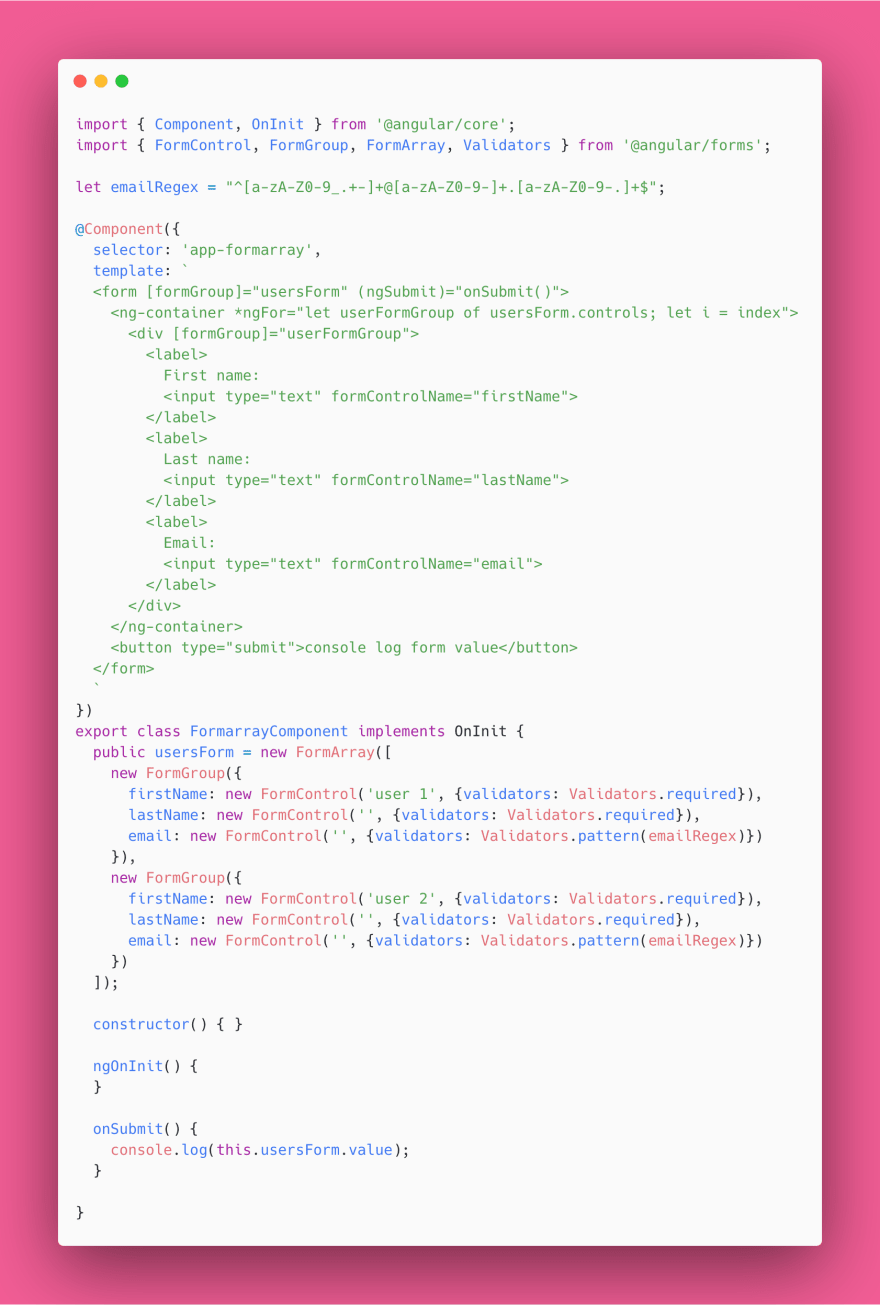 import { Component, OnInit } from '@angular/core';
import { FormControl, FormGroup, FormArray, Validators } from '@angular/forms';

let emailRegex = "^[a-zA-Z0-9_.+-]+@[a-zA-Z0-9-]+.[a-zA-Z0-9-.]+$";

@Component({
  selector: 'app-formarray',
  template: `
  <form [formGroup]="usersForm" (ngSubmit)="onSubmit()">
    <ng-container *ngFor="let userFormGroup of usersForm.controls; let i = index">
      <div [formGroup]="userFormGroup">
        <label>
          First name:
          <input type="text" formControlName="firstName">
        </label>
        <label>
          Last name:
          <input type="text" formControlName="lastName">
        </label>
        <label>
          Email:
          <input type="text" formControlName="email">
        </label>
      </div>
    </ng-container>
    <button type="submit">console log form value</button>
  </form>
  `
})
export class FormarrayComponent implements OnInit {
  public usersForm = new FormArray([
    new FormGroup({
      firstName: new FormControl('user 1', {validators: Validators.required}),
      lastName: new FormControl('', {validators: Validators.required}),
      email: new FormControl('', {validators: Validators.pattern(emailRegex)})
    }),
    new FormGroup({
      firstName: new FormControl('user 2', {validators: Validators.required}),
      lastName: new FormControl('', {validators: Validators.required}),
      email: new FormControl('', {validators: Validators.pattern(emailRegex)})
    })
  ]);

  constructor() { }

  ngOnInit() {
  }

  onSubmit() {
    console.log(this.usersForm.value);
  }

}